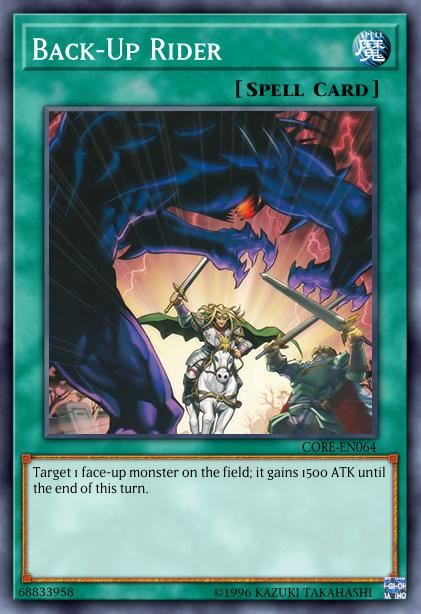 Back-Up Rider
SPELL
魔
[ Spell Card ]
CORE-EN064
Target 1 face-up monster on the field; it gains 1500 ATK until
the end of this turn.
68833958
©1996 KAZUKI TAKAHASHI